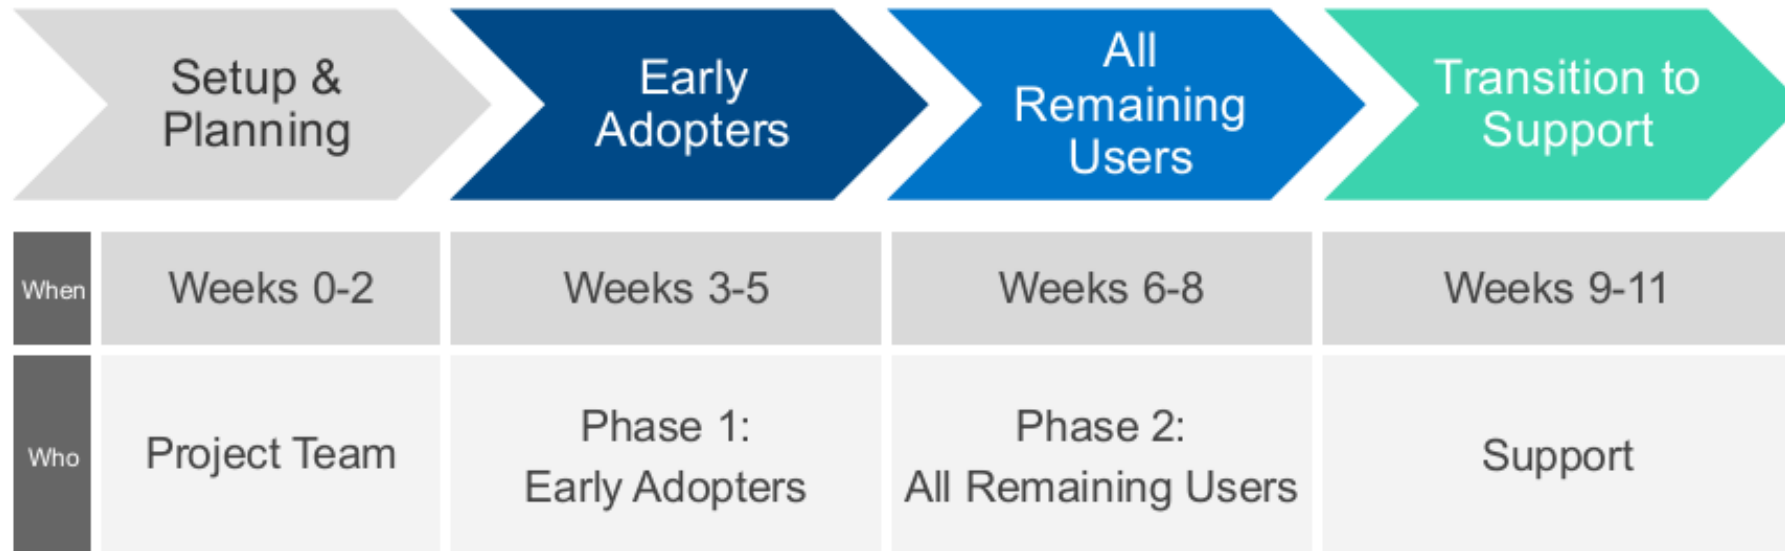 Setup &
Planning
Early
Adopters
All
Remaining
Users
Transition to
Support
When
Weeks 0-2
Weeks 3-5
Weeks 6-8
Weeks 9-11
Who
Project Team
Phase 1:
Early Adopters
Phase 2:
All Remaining Users
Support